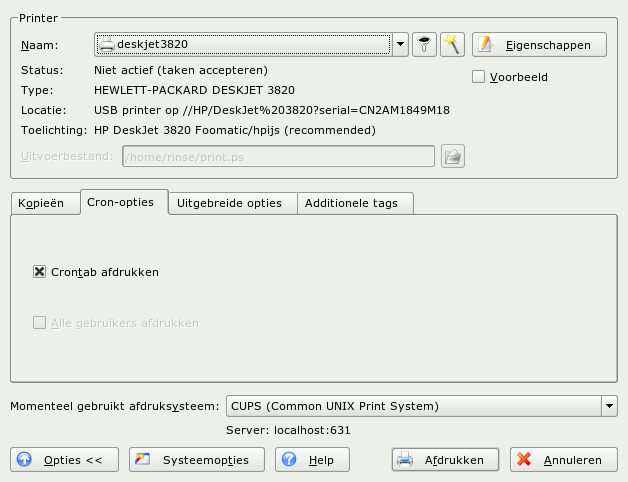 Printer
Naam: deskjet3820 Eigenschappen
Status: Niet actief (taken accepteren) Voorbeeld
Type: HEWLETT-PACKARD DESKJET 3820
Locatie: USB printer op //HP/DeskJet%203820?serial=CN2AM1849M18
Toelichting: HP DeskJet 3820 Foomatic/hpijs (recommended)
Uitvoerbestand: /home/rinse/print.ps
Kopieën Cron-opties Uitgebreide opties Additionele tags
Crontab afdrukken
Alle gebruikers afdrukken
Momenteel gebruikt afdruksysteem: CUPS (Common UNIX Print System)
Server: localhost:631
Opties << Systeemopties Help Afdrukken Annuleren